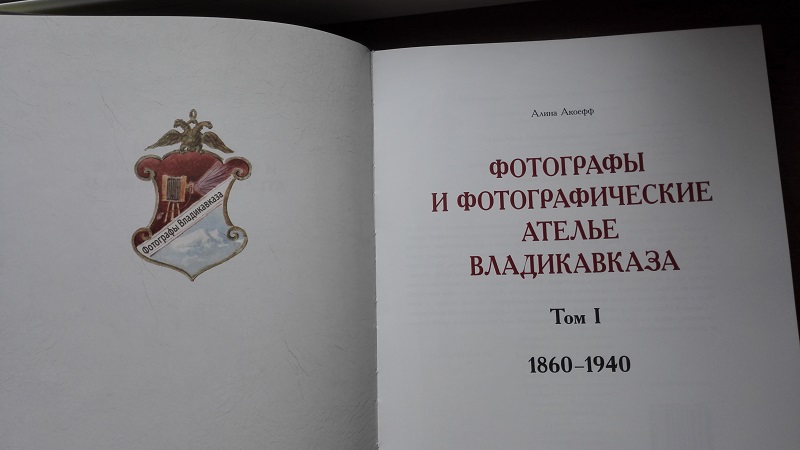 Фотографы Владикавказа
Алина Акоефф
ФОТОГРАФЫ
И ФОТОГРАФИЧЕСКИЕ
АТЕЛЬЕ
ВЛАДИКАВКАЗА
Том I
1860–1940